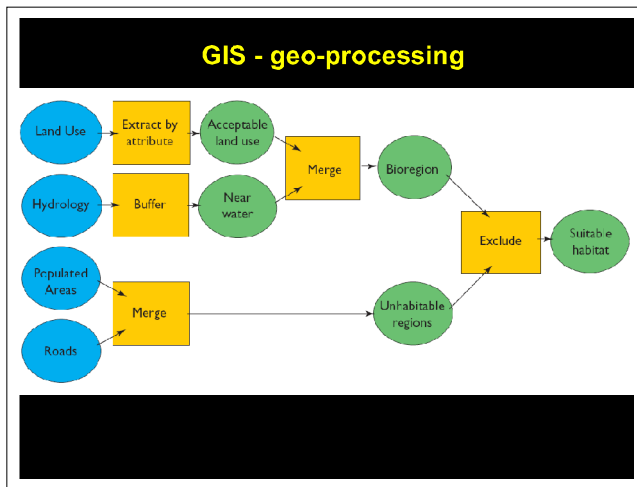 GIS - geo-processing
Land Use
Extract by
attribute
Acceptable
land use
Merge
Bioregion
Hydrology
Buffer
Near
water
Exclude
Suitable
habitat
Populated
Areas
Merge
Unhabitable
regions
Roads